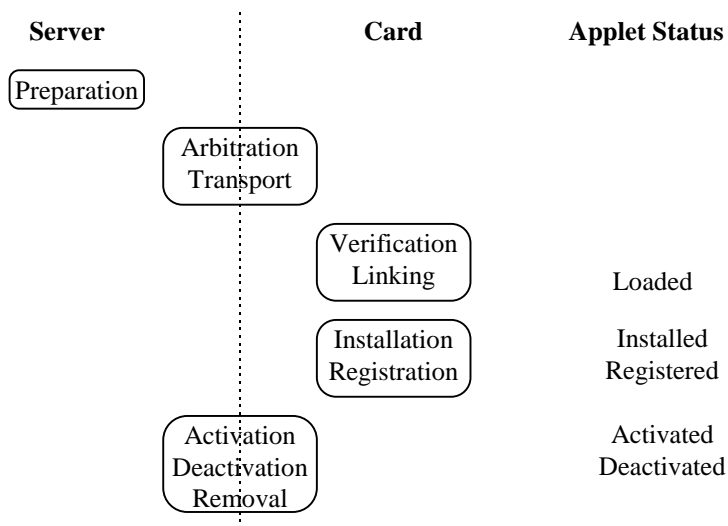 Server Card Applet Status
Preparation
Arbitration
Transport
Verification
Linking Loaded
Installation Installed
Registration Registered
Activation Activated
Deactivation Deactivated
Removal